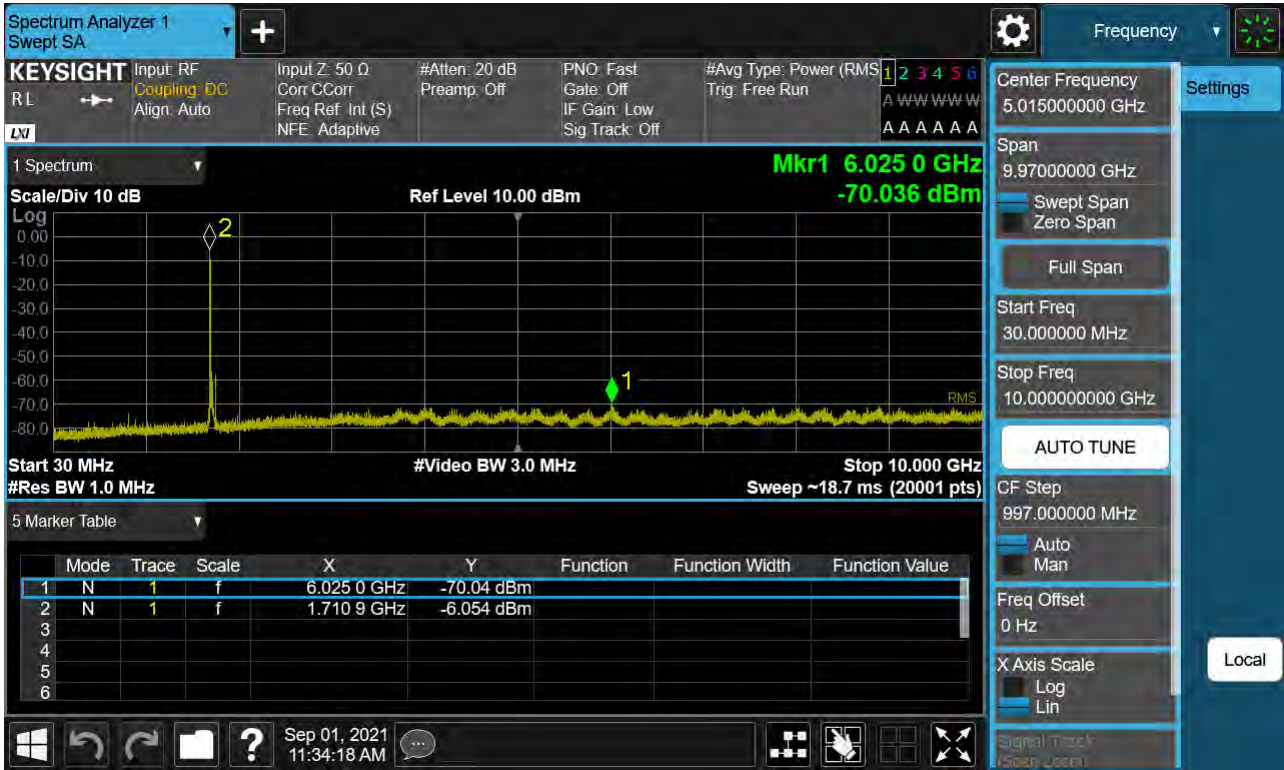 Spectrum Analyzer 1
Swept SA
Frequency
KEYSIGHT
RL
LXI
Input: RF
Coupling: DC
Align: Auto
Input Z: 50 Ω
Corr CCorr
Freq Ref: Int (S)
NFE: Adaptive
#Atten: 20 dB
Preamp: Off
PNO: Fast
Gate: Off
IF Gain: Low
Sig Track: Off
#Avg Type: Power (RMS
Trig: Free Run
1 2 3 4 5 6
A W W W W W
A A A A A A
1 Spectrum
Mkr1 6.025 0 GHz
Scale/Div 10 dB
Ref Level 10.00 dBm
-70.036 dBm
Log
0.00
-10.0
-20.0
-30.0
-40.0
-50.0
-60.0
-70.0
-80.0
2
1
RMS
Start 30 MHz
#Video BW 3.0 MHz
Stop 10.000 GHz
#Res BW 1.0 MHz
Sweep ~18.7 ms (20001 pts)
5 Marker Table
Mode Trace Scale X Y Function Function Width Function Value
1 N 1 f 6.025 0 GHz -70.04 dBm
2 N 1 f 1.710 9 GHz -6.054 dBm
3
4
5
6
Sep 01, 2021
11:34:18 AM
Center Frequency
5.015000000 GHz
Settings
Span
9.97000000 GHz
Swept Span
Zero Span
Full Span
Start Freq
30.000000 MHz
Stop Freq
10.000000000 GHz
AUTO TUNE
CF Step
997.000000 MHz
Auto
Man
Freq Offset
0 Hz
X Axis Scale
Log
Lin
Local
Signal Track
(Span Zoom)